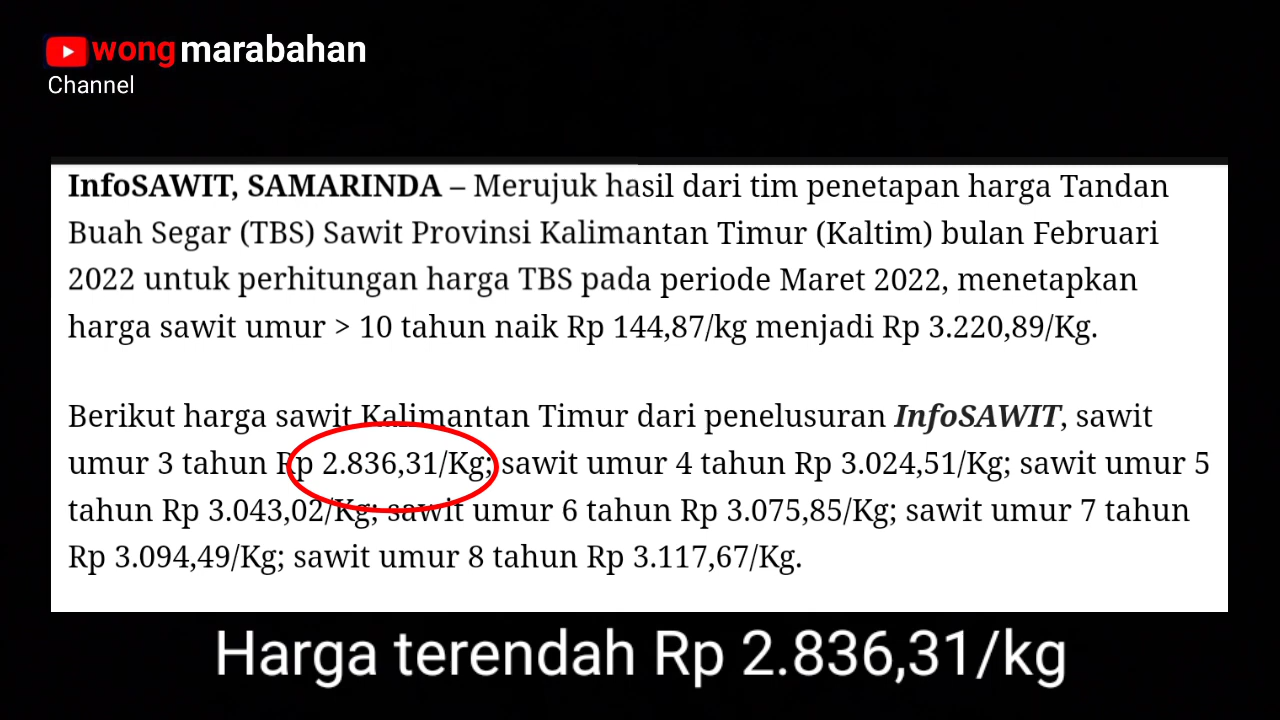 wong marabahan
Channel
InfoSAWIT, SAMARINDA – Merujuk hasil dari tim penetapan harga Tandan
Buah Segar (TBS) Sawit Provinsi Kalimantan Timur (Kaltim) bulan Februari
2022 untuk perhitungan harga TBS pada periode Maret 2022, menetapkan
harga sawit umur > 10 tahun naik Rp 144,87/kg menjadi Rp 3.220,89/Kg.
Berikut harga sawit Kalimantan Timur dari penelusuran InfoSAWIT, sawit
umur 3 tahun Rp 2.836,31/Kg; sawit umur 4 tahun Rp 3.024,51/Kg; sawit umur 5
tahun Rp 3.043,02/Kg; sawit umur 6 tahun Rp 3.075,85/Kg; sawit umur 7 tahun
Rp 3.094,49/Kg; sawit umur 8 tahun Rp 3.117,67/Kg.
Harga terendah Rp 2.836,31/kg